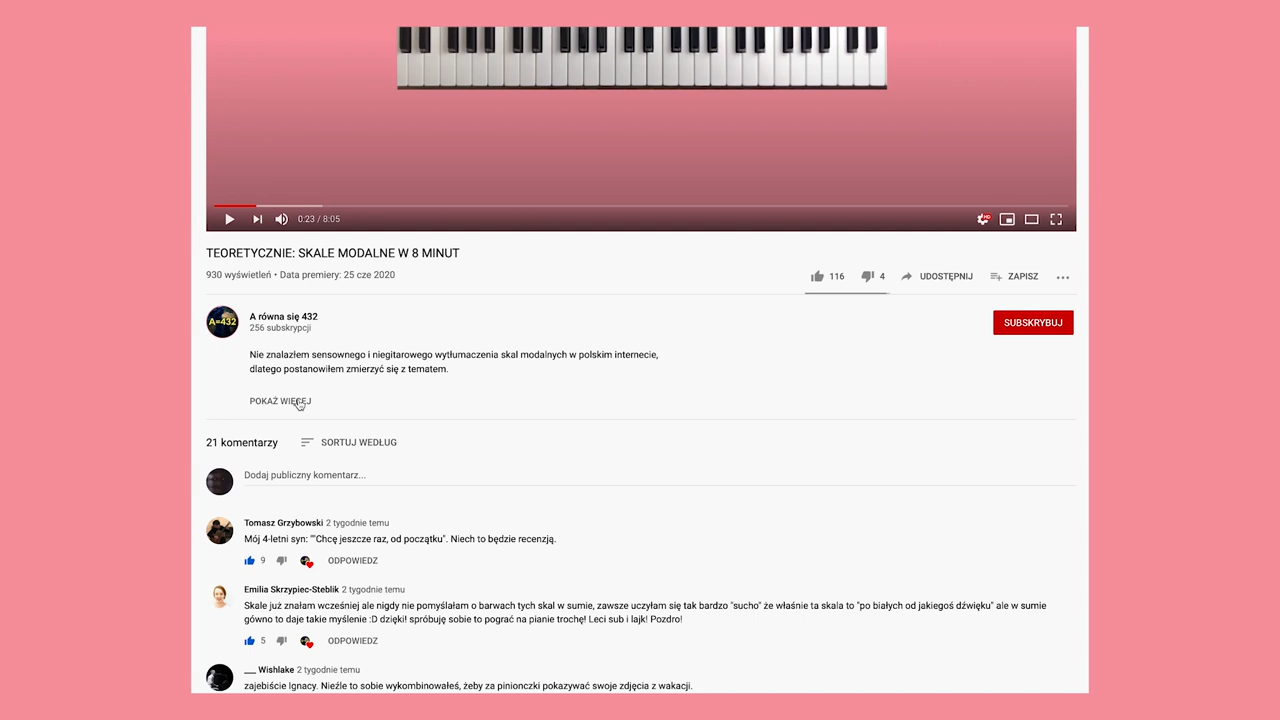 0:23 / 8:05
HD
TEORETYCZNIE: SKALE MODALNE W 8 MINUT
930 wyświetleń • Data premiery: 25 cze 2020
116
4
UDOSTĘPNIJ
ZAPISZ
A=432
A równa się 432
256 subskrypcji
SUBSKRYBUJ
Nie znalazłem sensownego i niegitarowego wytłumaczenia skal modalnych w polskim internecie,
dlatego postanowiłem zmierzyć się z tematem.
POKAŻ WIĘCEJ
21 komentarzy
SORTUJ WEDŁUG
Dodaj publiczny komentarz...
Tomasz Grzybowski 2 tygodnie temu
Mój 4-letni syn: ""Chcę jeszcze raz, od początku". Niech to będzie recenzją.
9
ODPOWIEDZ
Emilia Skrzypiec-Steblik 2 tygodnie temu
Skale już znałam wcześniej ale nigdy nie pomyślałam o barwach tych skal w sumie, zawsze uczyłam się tak bardzo "sucho" że właśnie ta skala to "po białych od jakiegoś dźwięku" ale w sumie
gówno to daje takie myślenie :D dzięki! spróbuję sobie to pograć na pianie trochę! Leci sub i lajk! Pozdro!
5
ODPOWIEDZ
___ Wishlake 2 tygodnie temu
zajebiście Ignacy. Nieźle to sobie wykombinowałeś, żeby za pinionczki pokazywać swoje zdjęcia z wakacji.